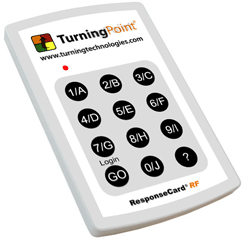 TurningPoint®
www.turningtechnologies.com
1/A 2/B 3/C
4/D 5/E 6/F
7/G 8/H 9/I
Login
GO 0/J ?
ResponseCard® RF